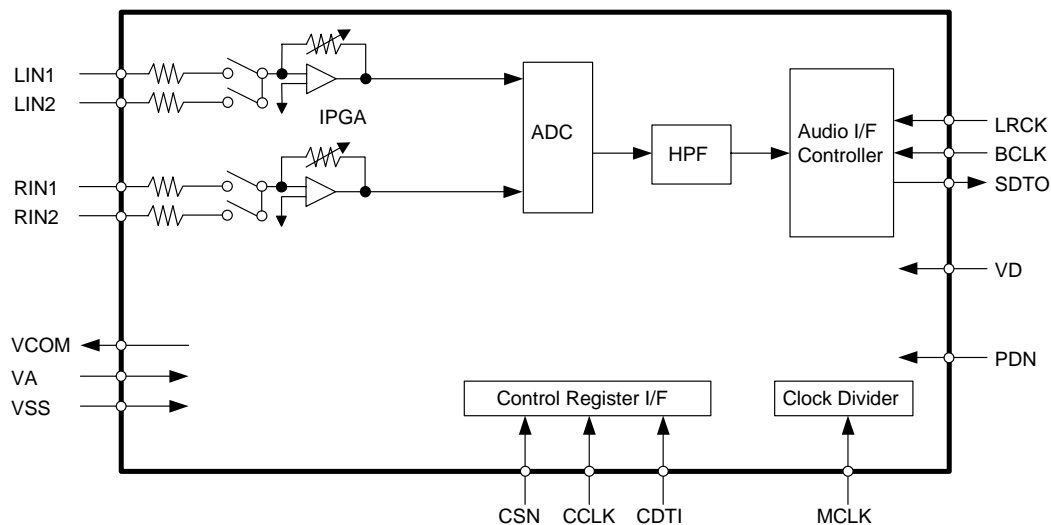 LIN1
LIN2
IPGA
RIN1
RIN2
ADC
HPF
Audio I/F
Controller
LRCK
BCLK
SDTO
VD
PDN
VCOM
VA
VSS
Control Register I/F
Clock Divider
CSN
CCLK
CDTI
MCLK